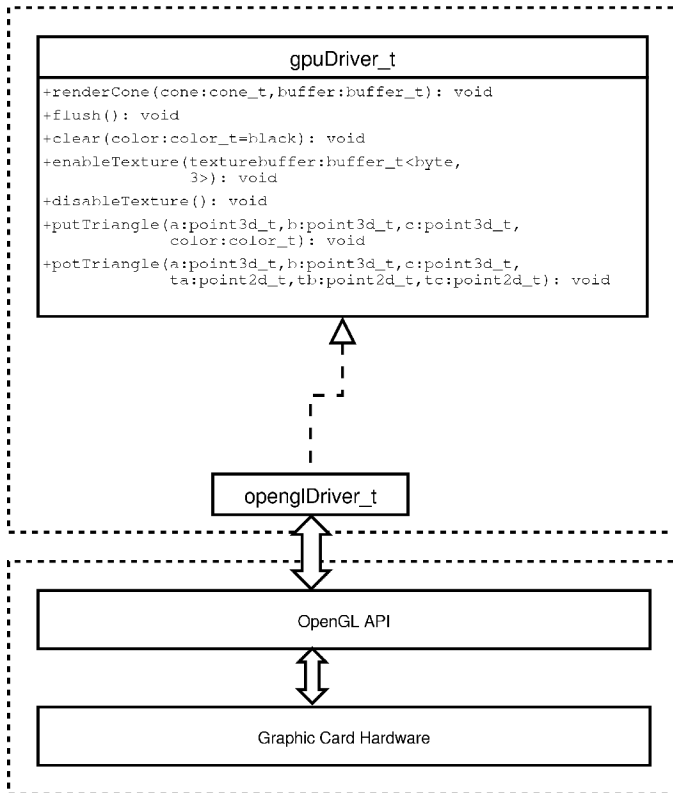 gpuDriver_t
+renderCone(cone:cone_t,buffer:buffer_t): void
+flush(): void
+clear(color:color_t=black): void
+enableTexture(texturebuffer:buffer_t<byte,
3>): void
+disableTexture(): void
+putTriangle(a:point3d_t,b:point3d_t,c:point3d_t,
color:color_t): void
+potTriangle(a:point3d_t,b:point3d_t,c:point3d_t,
ta:point2d_t,tb:point2d_t,tc:point2d_t): void
openglDriver_t
OpenGL API
Graphic Card Hardware